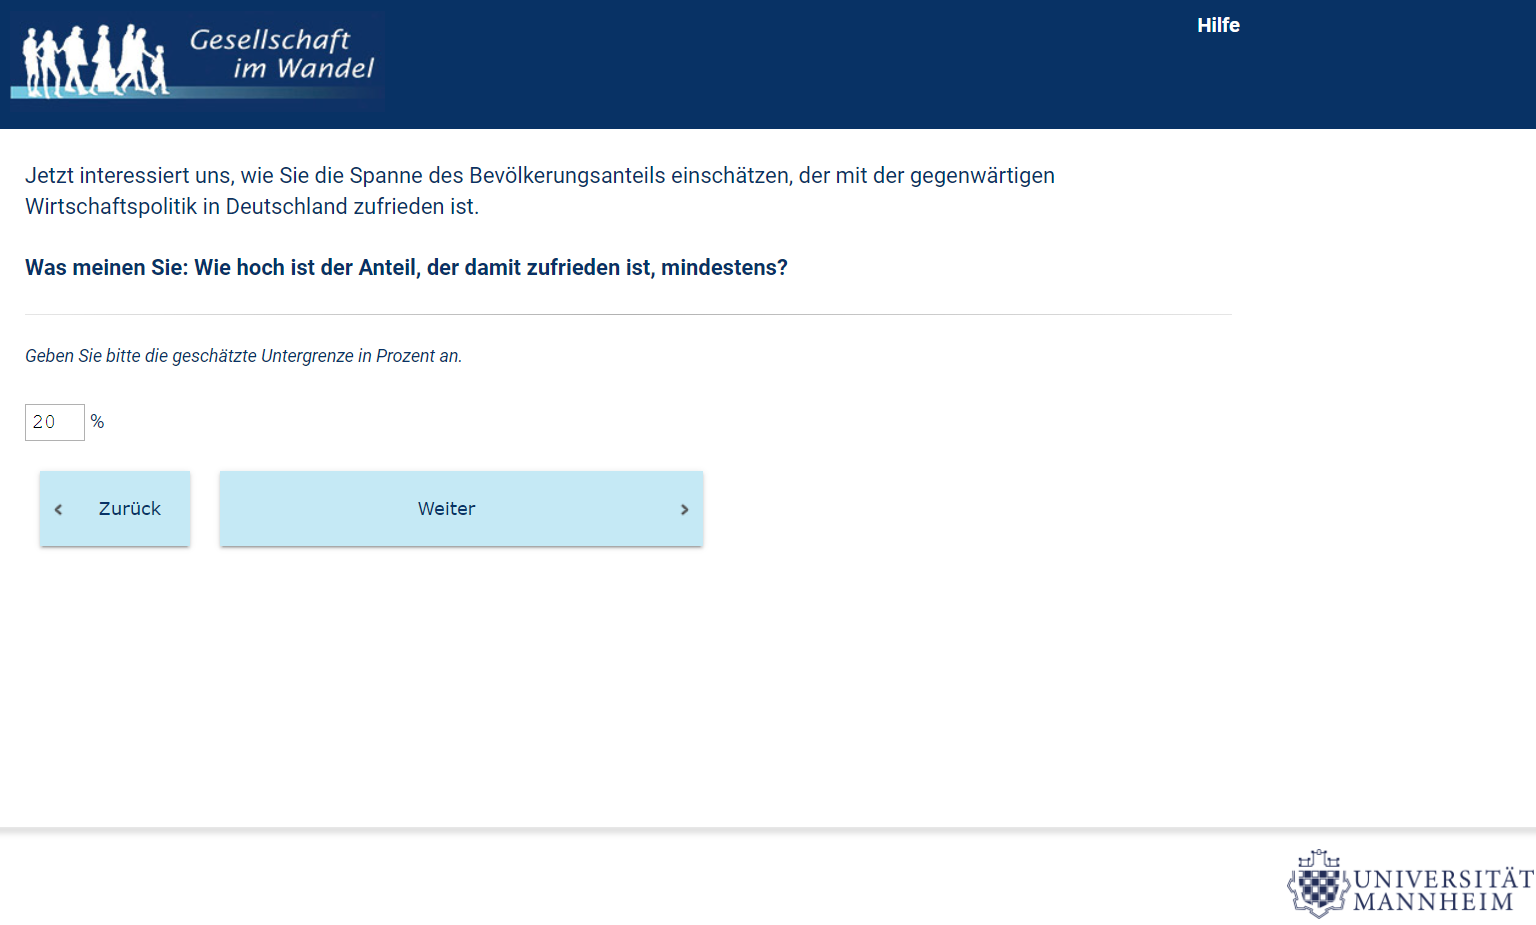 Gesellschaft
im Wandel
Hilfe
Jetzt interessiert uns, wie Sie die Spanne des Bevölkerungsanteils einschätzen, der mit der gegenwärtigen
Wirtschaftspolitik in Deutschland zufrieden ist.
Was meinen Sie: Wie hoch ist der Anteil, der damit zufrieden ist, mindestens?
Geben Sie bitte die geschätzte Untergrenze in Prozent an.
20 %
Zurück
Weiter
UNIVERSITÄT
MANNHEIM